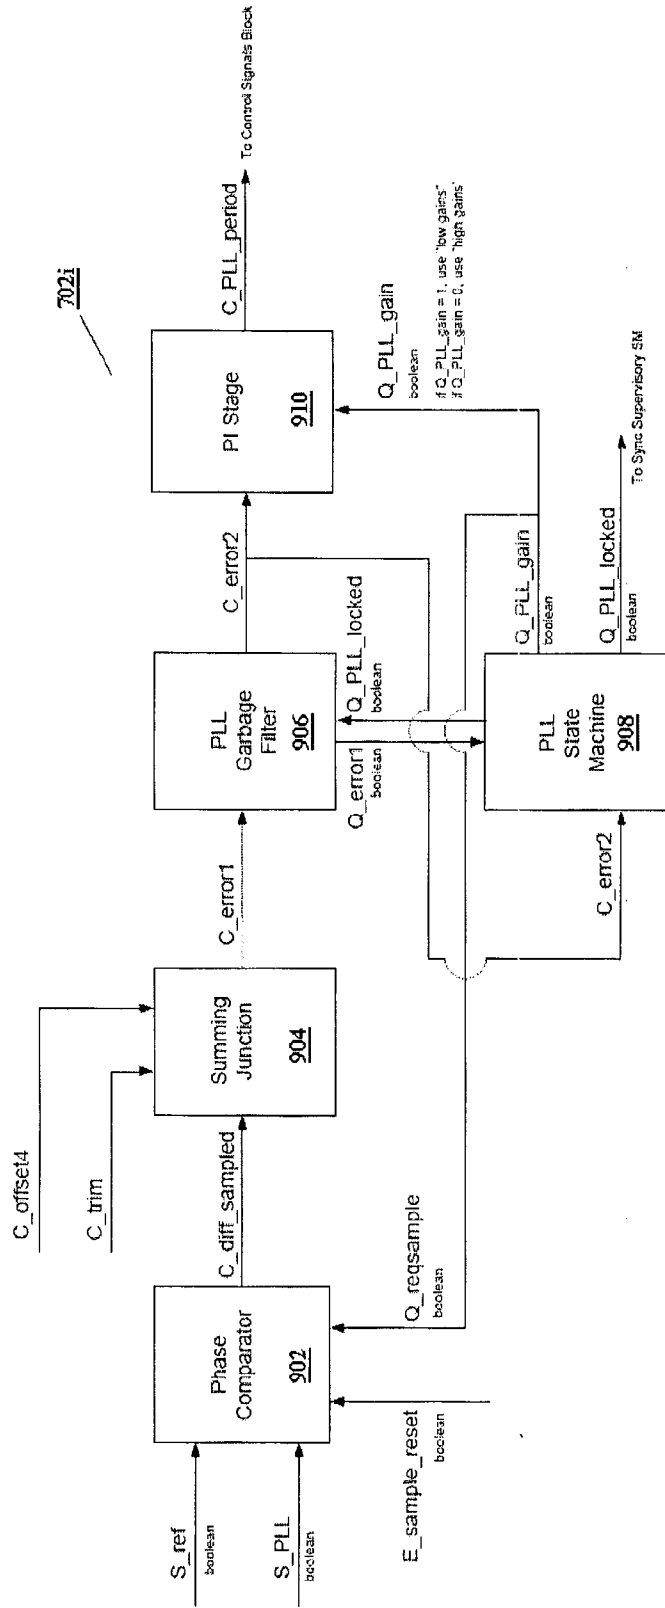 702i
S_ref
boolean
S_PLL
boolean
Phase
Comparator
902
E_sample_reset
boolean
Q_reqsample
boolean
C_diff_sampled
C_offset4
C_trim
Summing
Junction
904
C_error1
PLL
Garbage
Filter
906
Q_error1
boolean
Q_PLL_locked
boolean
C_error2
PI Stage
910
C_PLL_period
To Control Signals Block
Q_PLL_gain
boolean
if Q_PLL_gain = 1, use "low gains"
if Q_PLL_gain = 0, use "high gains"
C_error2
PLL
State
Machine
908
Q_PLL_gain
boolean
Q_PLL_locked
boolean
To Sync Supervisory SM